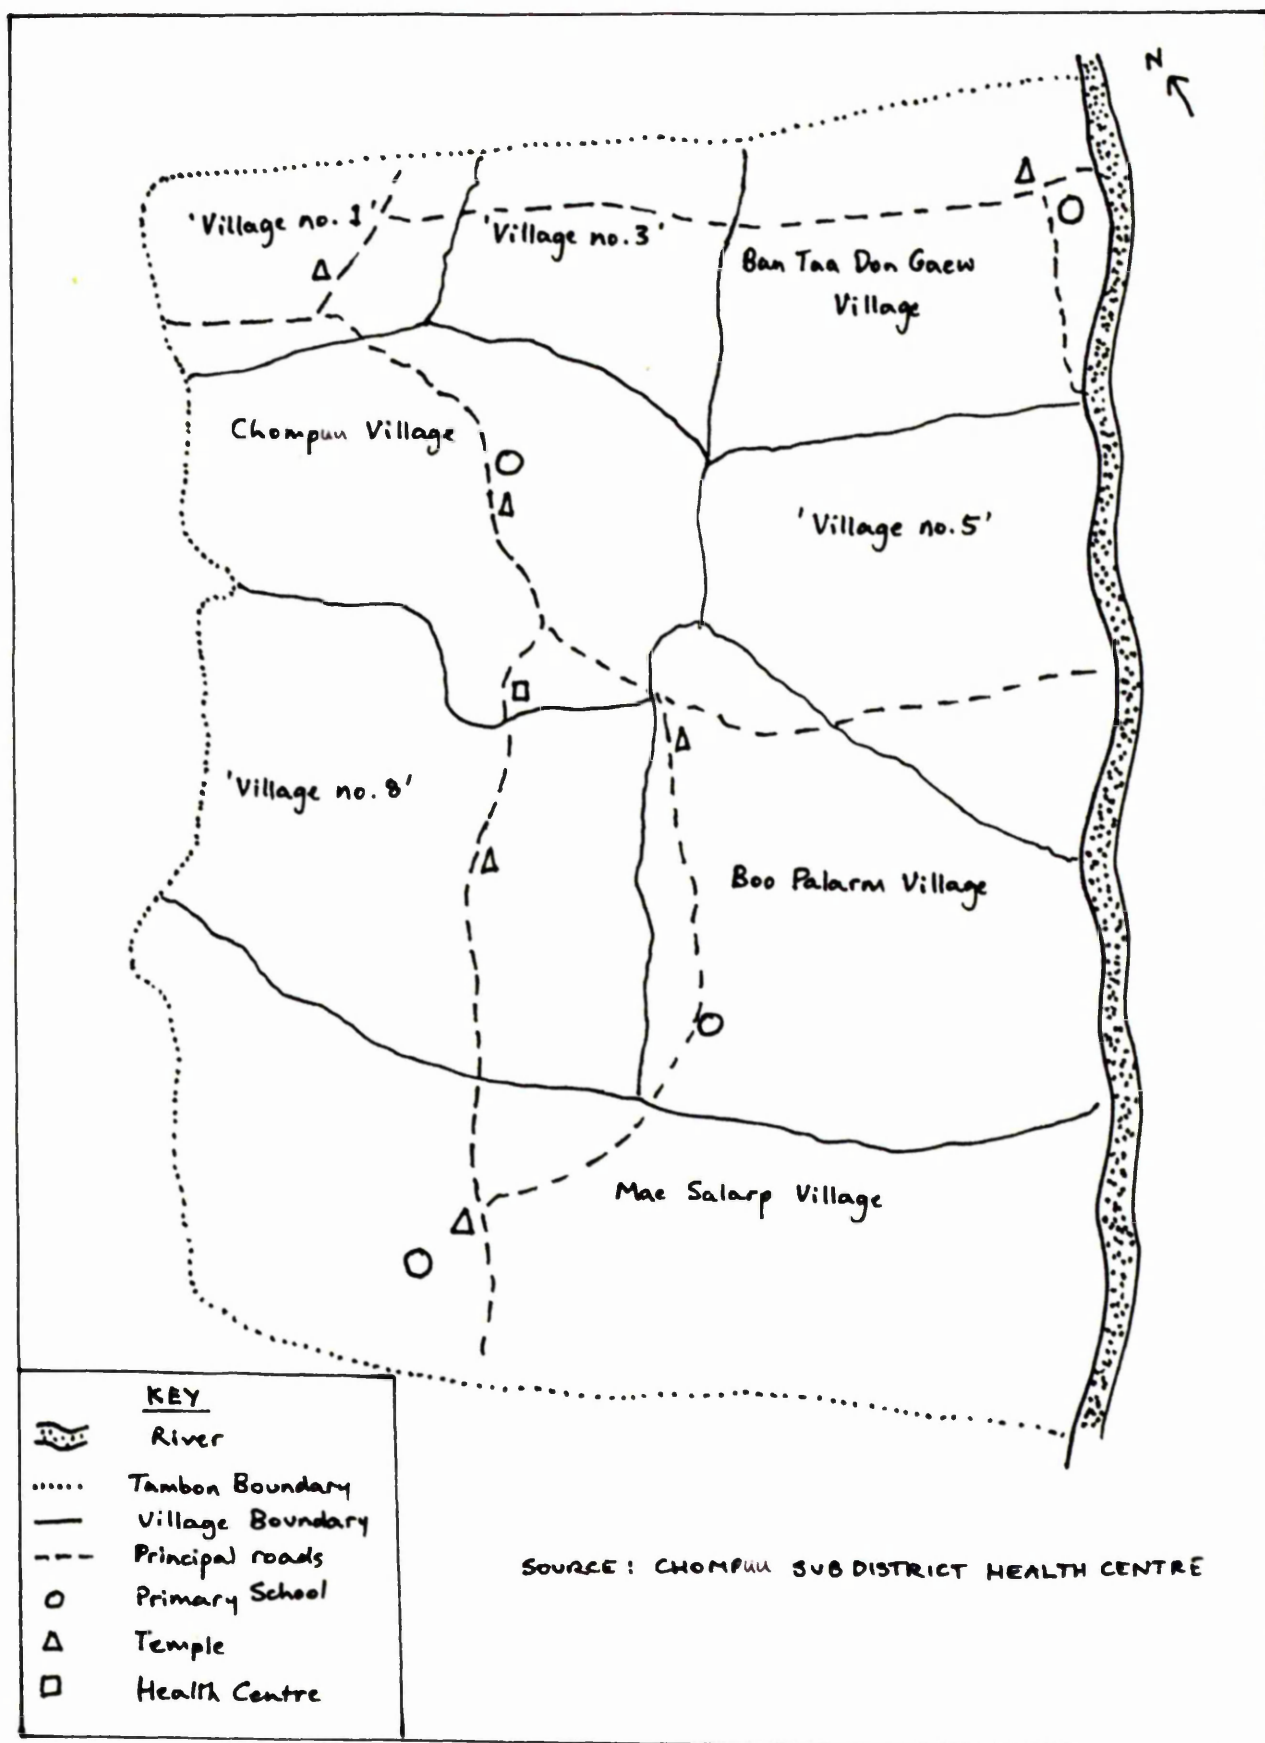 N
'Village no. 1'
'Village no. 3'
Ban Taa Don Gaew
Village
Chompuu Village
'Village no. 5'
'Village no. 8'
Boo Palarm Village
Mae Salarp Village
KEY
River
Tambon Boundary
Village Boundary
Principal roads
Primary School
Temple
Health Centre
SOURCE: CHOMPUU SUB DISTRICT HEALTH CENTRE